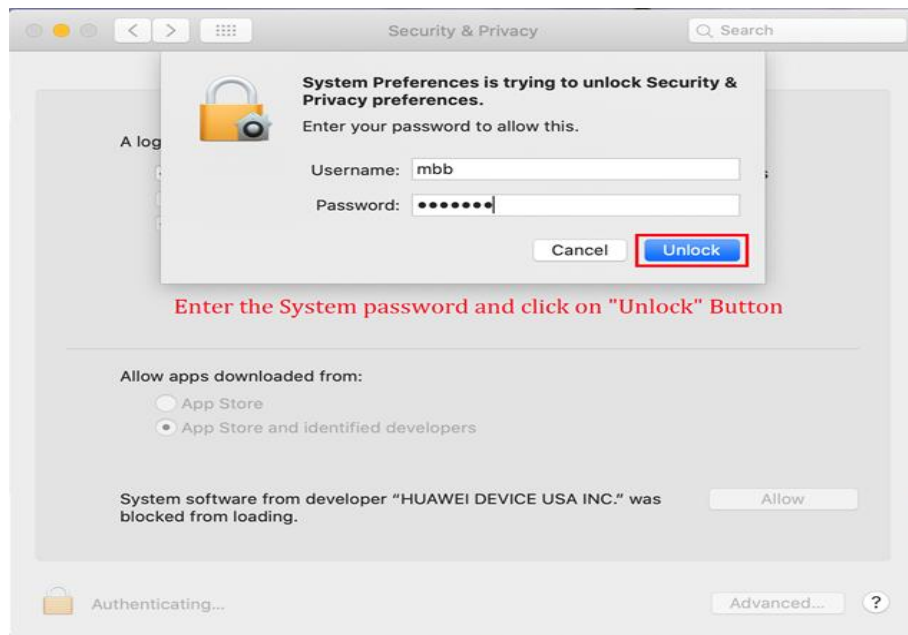 Security & Privacy
Search
System Preferences is trying to unlock Security &
Privacy preferences.
Enter your password to allow this.
A log
Username: mbb
Password: •••••••
Cancel
Unlock
Enter the System password and click on "Unlock" Button
Allow apps downloaded from:
App Store
App Store and identified developers
System software from developer “HUAWEI DEVICE USA INC.” was
blocked from loading.
Allow
Authenticating...
Advanced...
?